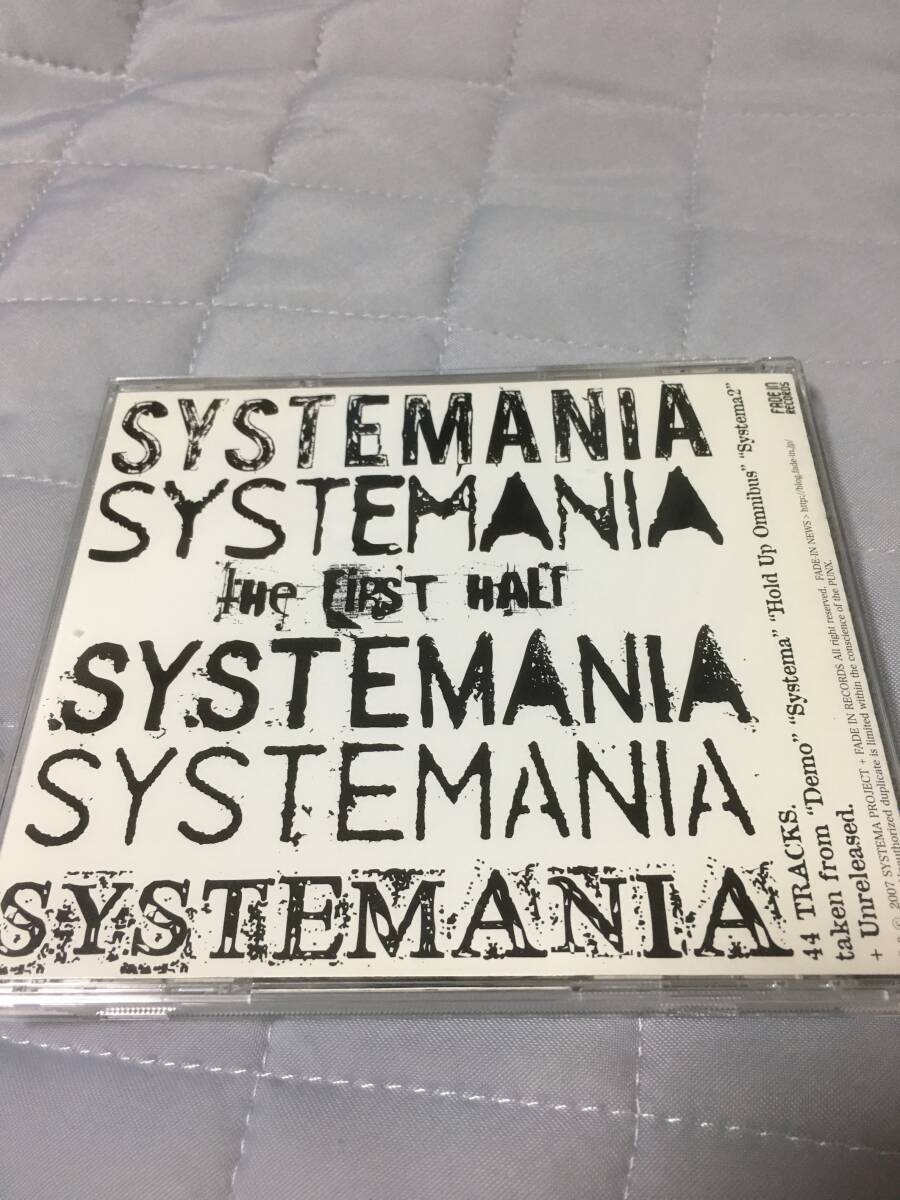 SYSTEMANIA
SYSTEMANIA
tHe FIRST HALF
SYSTEMANIA
SYSTEMANIA
SYSTEMANIA
FADE IN
RECORDS
44 TRACKS.
taken from "Demo" "Systema" "Hold Up Omnibus" "Systema2"
+ Unreleased.
© 2007 SYSTEMA PROJECT + FADE IN RECORDS All right reserved. FADE-IN NEWS > http://blog.fade-in.jp/
Unauthorized duplicate is limited within the conscience of the PUNX.